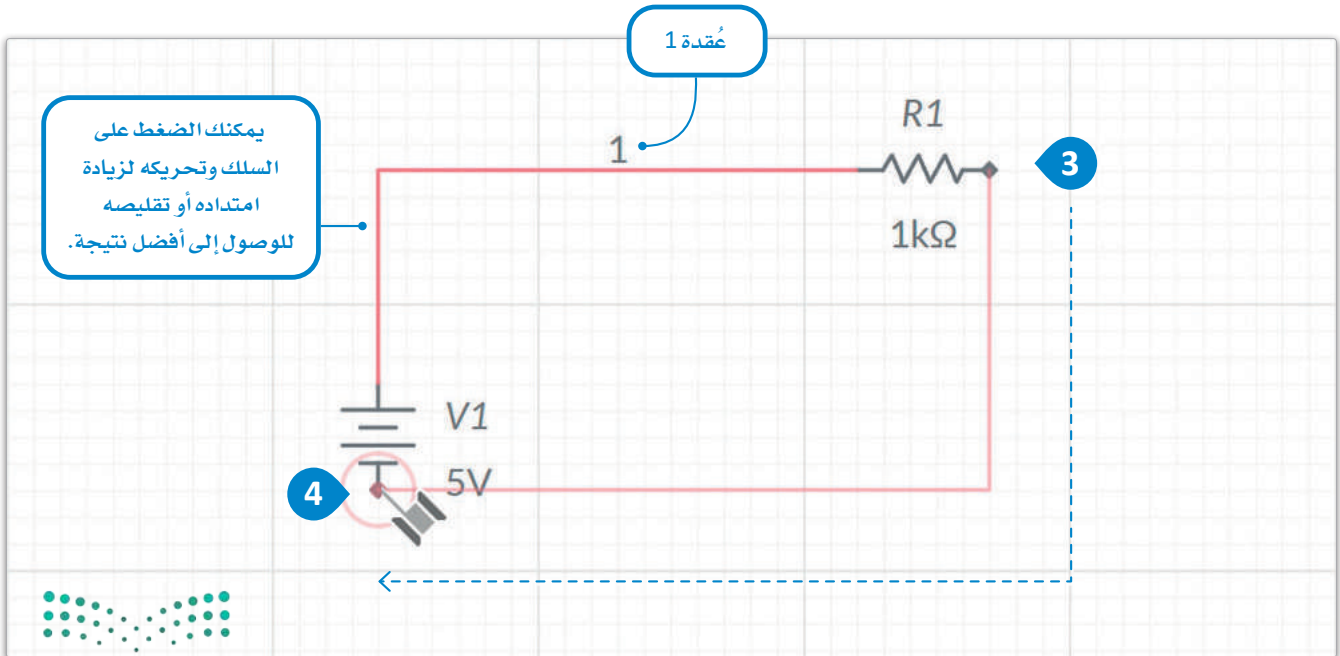 عُقدة 1
يمكنك الضغط على
السلك وتحريكه لزيادة
امتداده أو تقليصه
للوصول إلى أفضل نتيجة.
1
R1
3
1kΩ
V1
5V
4